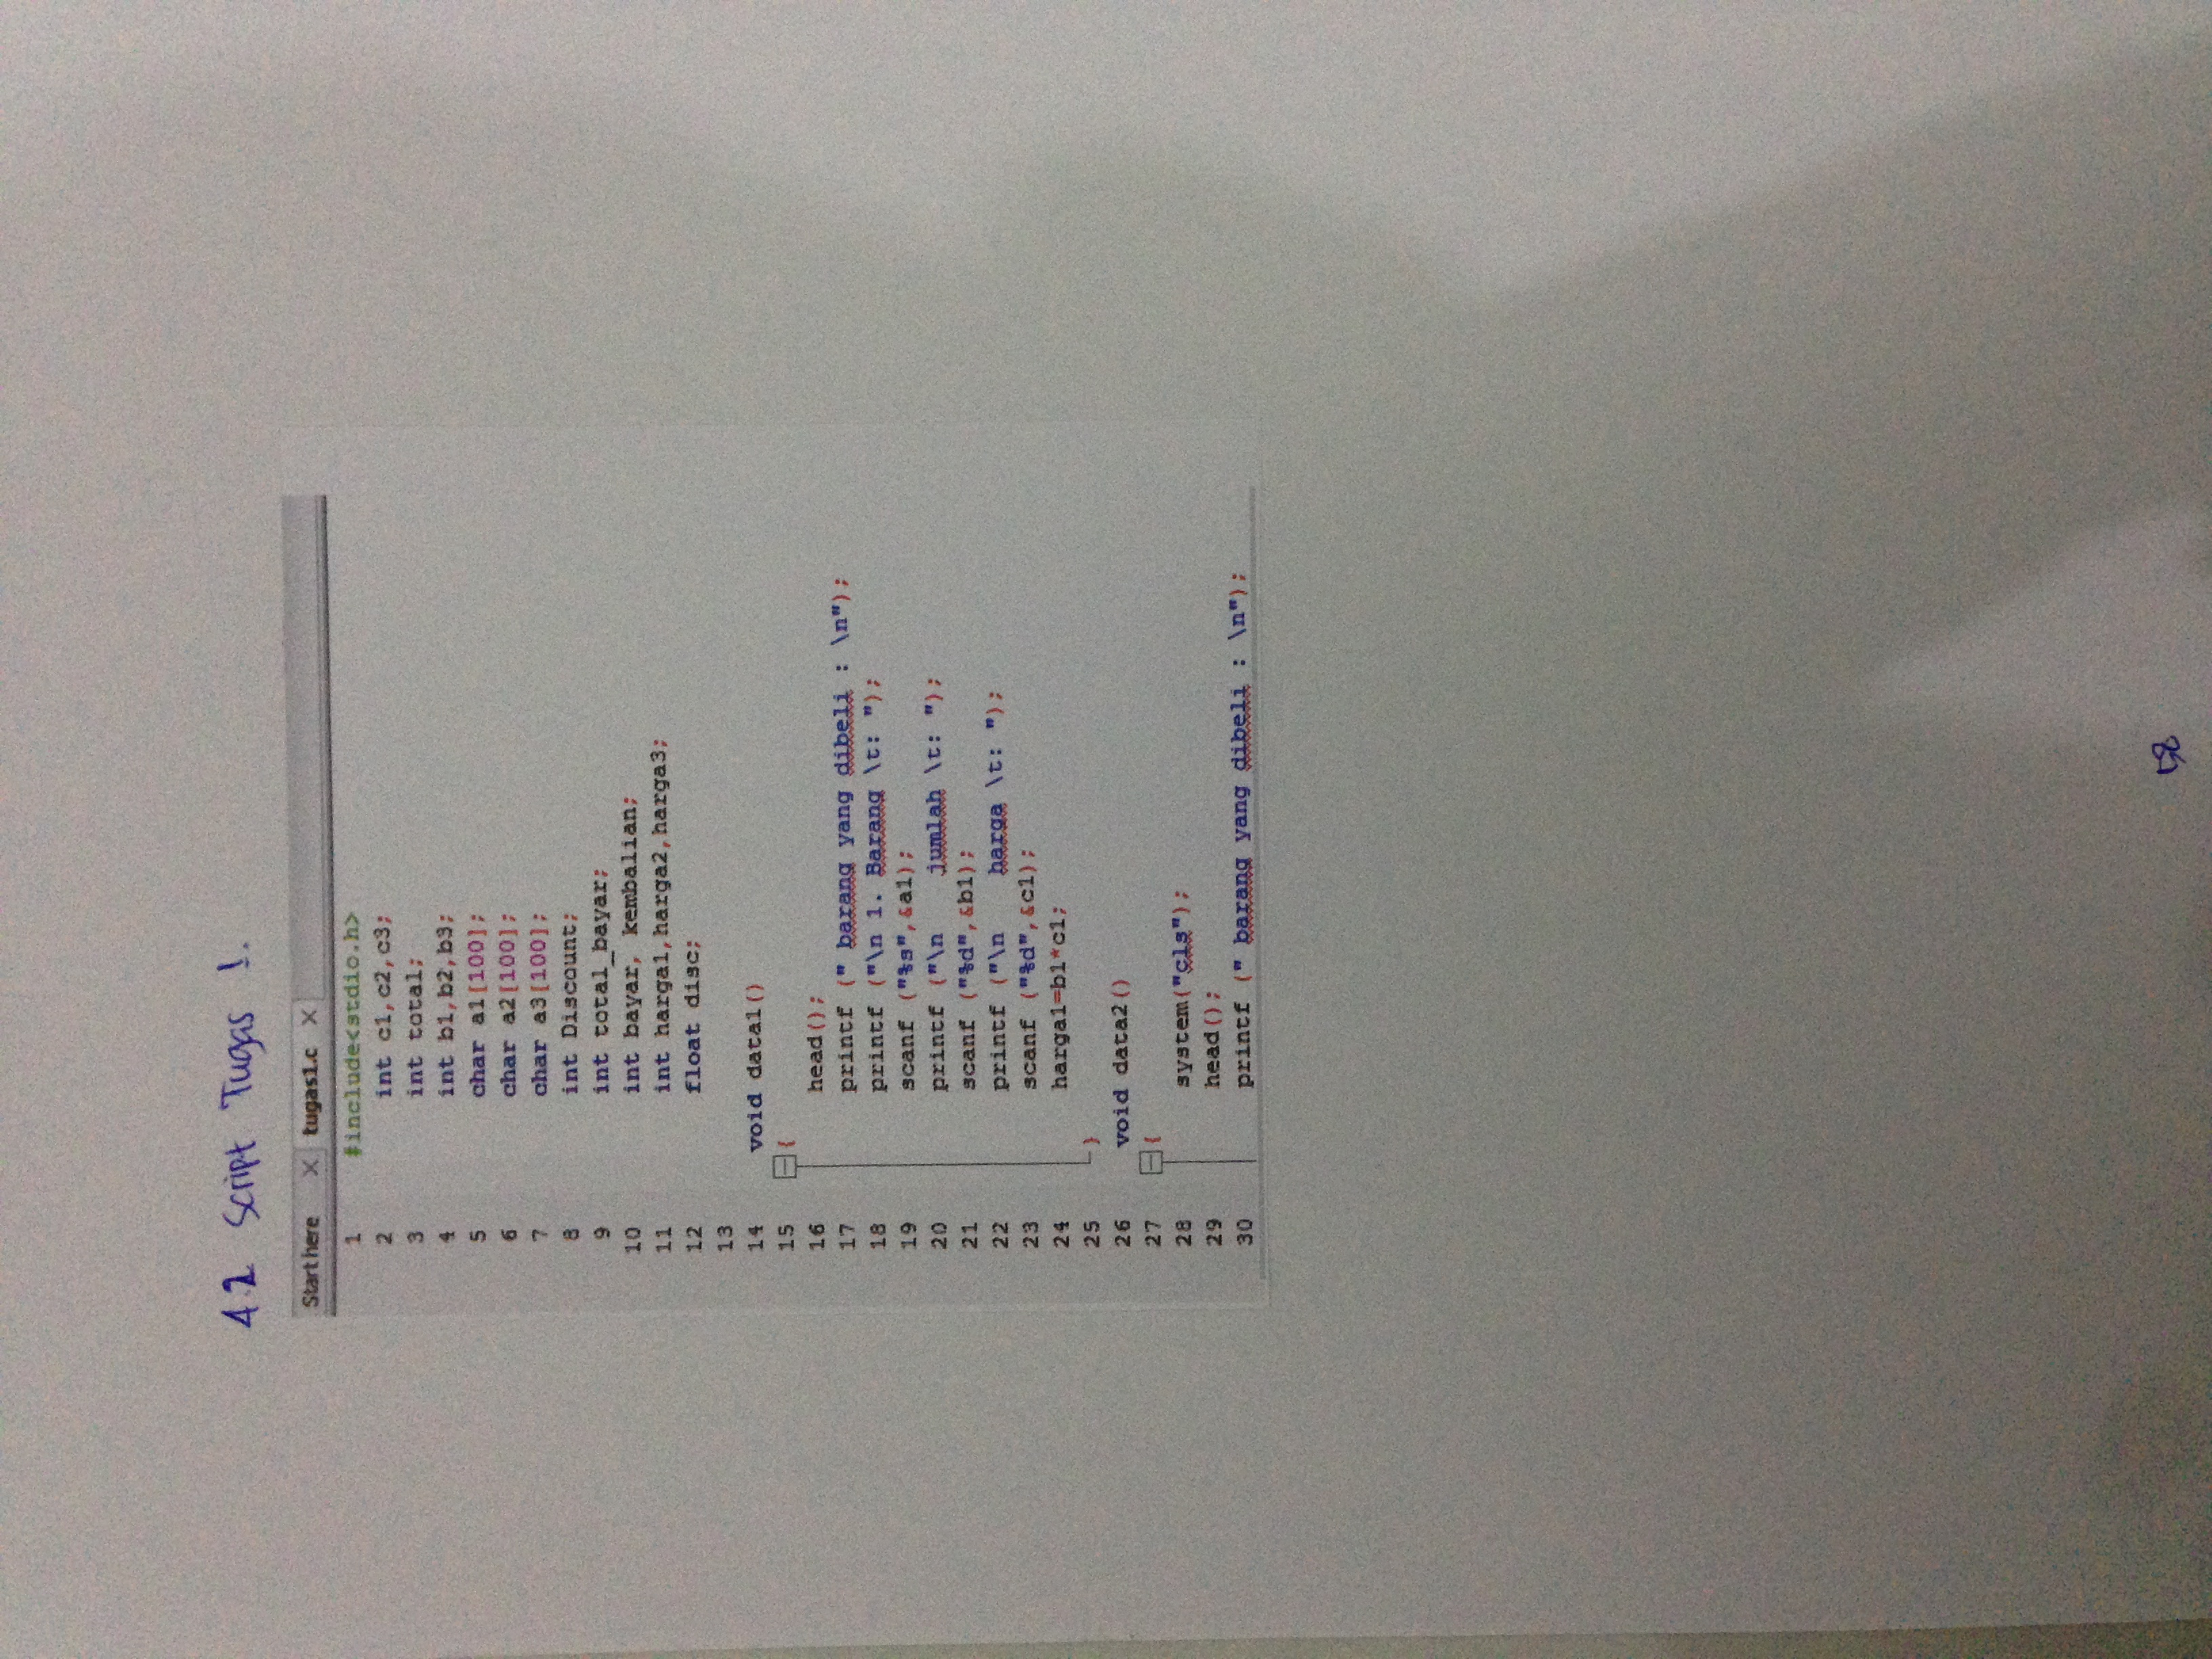 4.2 Script Tugas 1.
Start here X tugas1.c X
1 #include<stdio.h>
2 int c1,c2,c3;
3 int total;
4 int b1,b2,b3;
5 char a1[100];
6 char a2[100];
7 char a3[100];
8 int Discount;
9 int total_bayar;
10 int bayar, kembalian;
11 int harga1,harga2,harga3;
12 float disc;
13
14 void data1()
15 {
16 head();
17 printf (" barang yang dibeli : \n");
18 printf ("\n 1. Barang \t: ");
19 scanf ("%s",&a1);
20 printf ("\n    jumlah \t: ");
21 scanf ("%d",&b1);
22 printf ("\n    harga \t: ");
23 scanf ("%d",&c1);
24 harga1=b1*c1;
25 }
26 void data2()
27 {
28 system("cls");
29 head();
30 printf (" barang yang dibeli : \n");
58